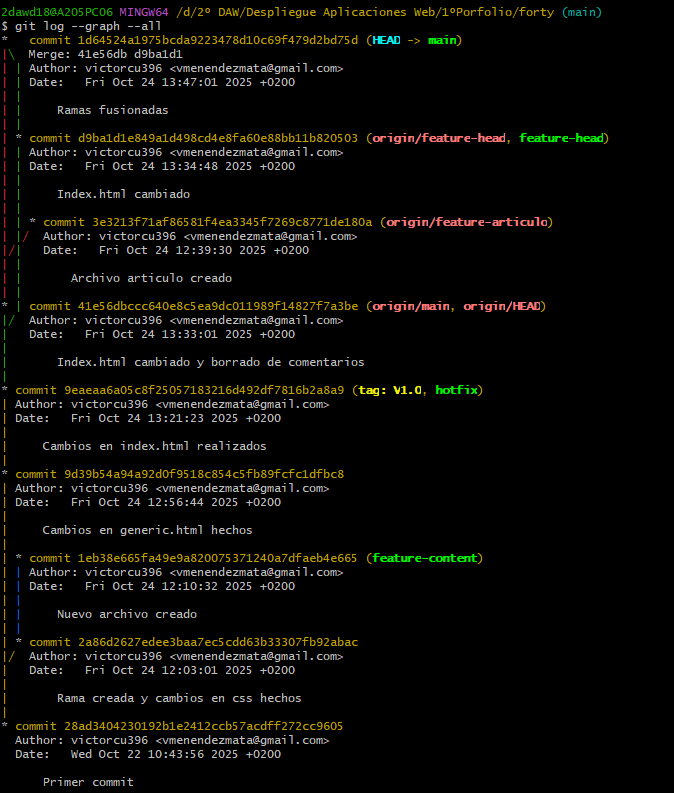 2dawd18@A205PC06 MINGW64 /d/2º DAW/Despliegue Aplicaciones Web/1ºPorfolio/forty (main)
$ git log --graph --all
*   commit 1d64524a1975bcda9223478d10c69f479d2bd75d (HEAD -> main)
|\  Merge: 41e56db d9ba1d1
| | Author: victorcu396 <vmenendezmata@gmail.com>
| | Date:   Fri Oct 24 13:47:01 2025 +0200
| |
| |     Ramas fusionadas
| |
| * commit d9ba1d1e849a1d498cd4e8fa60e88bb11b820503 (origin/feature-head, feature-head)
| | Author: victorcu396 <vmenendezmata@gmail.com>
| | Date:   Fri Oct 24 13:34:48 2025 +0200
| |
| |     Index.html cambiado
| |
| | * commit 3e3213f71af86581f4ea3345f7269c8771de180a (origin/feature-articulo)
| |/  Author: victorcu396 <vmenendezmata@gmail.com>
|/|   Date:   Fri Oct 24 12:39:30 2025 +0200
| |
| |       Archivo articulo creado
| |
* | commit 41e56dbccc640e8c5ea9dc011989f14827f7a3be (origin/main, origin/HEAD)
|/  Author: victorcu396 <vmenendezmata@gmail.com>
|   Date:   Fri Oct 24 13:33:01 2025 +0200
|
|       Index.html cambiado y borrado de comentarios
|
* commit 9eaeaa6a05c8f25057183216d492df7816b2a8a9 (tag: V1.0, hotfix)
| Author: victorcu396 <vmenendezmata@gmail.com>
| Date:   Fri Oct 24 13:21:23 2025 +0200
|
|     Cambios en index.html realizados
|
* commit 9d39b54a94a92d0f9518c854c5fb89fcfc1dfbc8
| Author: victorcu396 <vmenendezmata@gmail.com>
| Date:   Fri Oct 24 12:56:44 2025 +0200
|
|     Cambios en generic.html hechos
|
| * commit 1eb38e665fa49e9a820075371240a7dfaeb4e665 (feature-content)
| | Author: victorcu396 <vmenendezmata@gmail.com>
| | Date:   Fri Oct 24 12:10:32 2025 +0200
| |
| |     Nuevo archivo creado
| |
| * commit 2a86d2627edee3baa7ec5cdd63b33307fb92abac
|/  Author: victorcu396 <vmenendezmata@gmail.com>
|   Date:   Fri Oct 24 12:03:01 2025 +0200
|
|       Rama creada y cambios en css hechos
|
* commit 28ad3404230192b1e2412ccb57acdff272cc9605
  Author: victorcu396 <vmenendezmata@gmail.com>
  Date:   Wed Oct 22 10:43:56 2025 +0200

      Primer commit